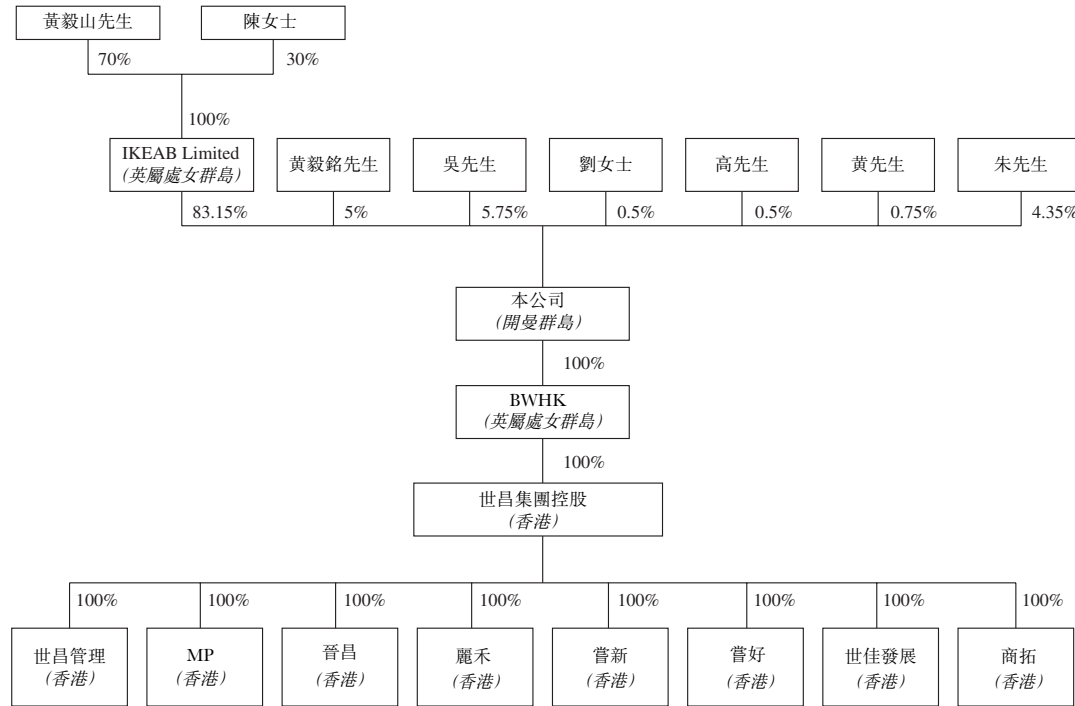 黃毅山先生
陳女士
70%
30%
100%
IKEAB Limited
(英屬處女群島)
黃毅銘先生
吳先生
劉女士
高先生
黄先生
朱先生
83.15%
5%
5.75%
0.5%
0.5%
0.75%
4.35%
本公司
(開曼群島)
100%
BWHK
(英屬處女群島)
100%
世昌集團控股
(香港)
100%
100%
100%
100%
100%
100%
100%
100%
世昌管理
(香港)
MP
(香港)
晉昌
(香港)
麗禾
(香港)
嘗新
(香港)
嘗好
(香港)
世佳發展
(香港)
商拓
(香港)